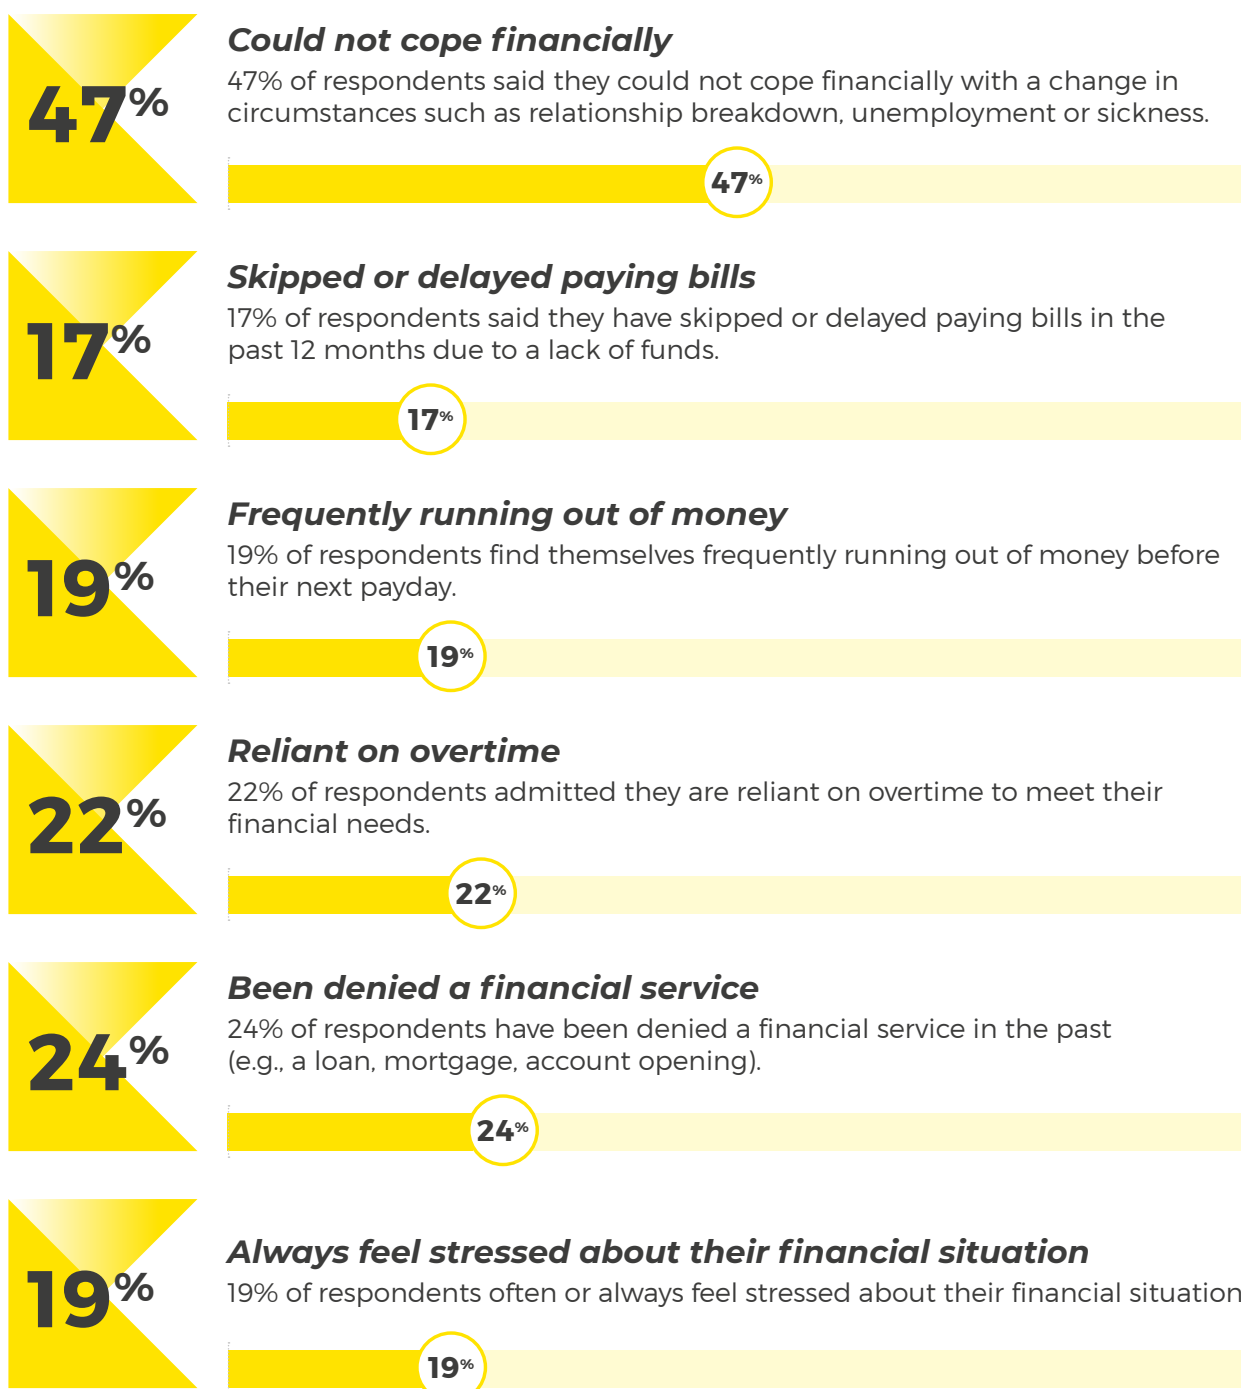 47%
Could not cope financially
47% of respondents said they could not cope financially with a change in
circumstances such as relationship breakdown, unemployment or sickness.
47%
17%
Skipped or delayed paying bills
17% of respondents said they have skipped or delayed paying bills in the
past 12 months due to a lack of funds.
17%
19%
Frequently running out of money
19% of respondents find themselves frequently running out of money before
their next payday.
19%
22%
Reliant on overtime
22% of respondents admitted they are reliant on overtime to meet their
financial needs.
22%
24%
Been denied a financial service
24% of respondents have been denied a financial service in the past
(e.g., a loan, mortgage, account opening).
24%
19%
Always feel stressed about their financial situation
19% of respondents often or always feel stressed about their financial situation
19%